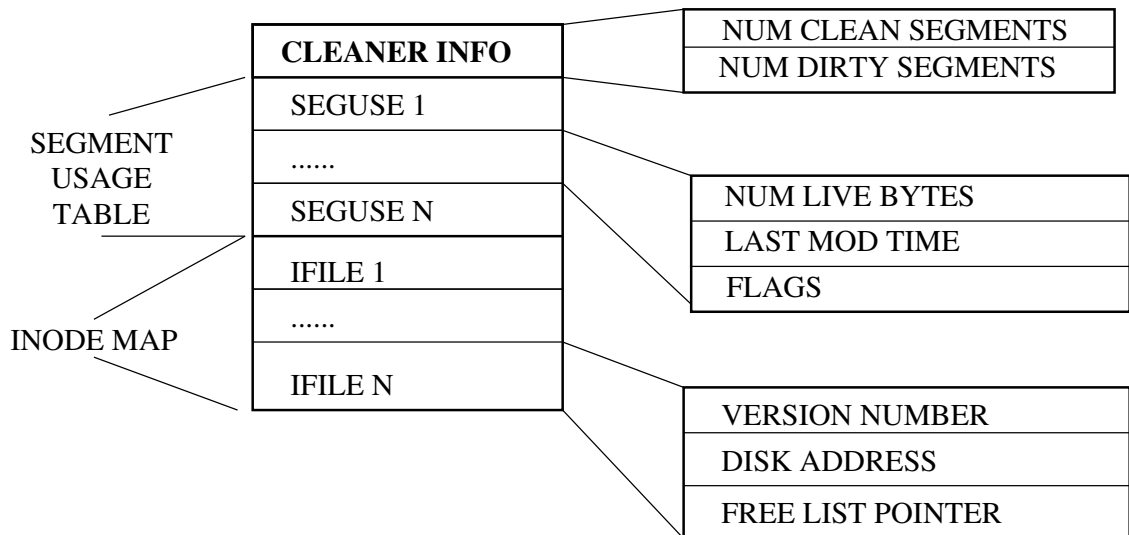 SEGMENT
USAGE
TABLE
INODE MAP
CLEANER INFO
SEGUSE 1
......
SEGUSE N
IFILE 1
......
IFILE N
NUM CLEAN SEGMENTS
NUM DIRTY SEGMENTS
NUM LIVE BYTES
LAST MOD TIME
FLAGS
VERSION NUMBER
DISK ADDRESS
FREE LIST POINTER